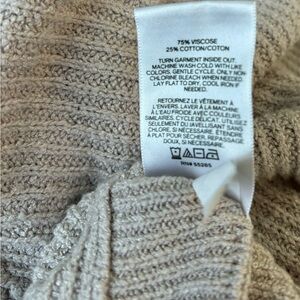 75% VISCOSE
25% COTTON/COTON
TURN GARMENT INSIDE OUT.
MACHINE WASH COLD WITH LIKE
COLORS, GENTLE CYCLE. ONLY NON-
CHLORINE BLEACH WHEN NEEDED.
LAY FLAT TO DRY, COOL IRON IF
NEEDED.
RETOURNEZ LE VÊTEMENT À
L'ENVERS. LAVER À LA MACHINE
À L'EAU FROIDE AVEC COULEURS
SIMILAIRES, CYCLE DÉLICAT.
DU JAVELLISANT SANS
CHLORE, SI NÉCESSAIRE. ÉTENDRE
À PLAT POUR SÉCHER. REPASSAGE
DOUX, SI NÉCESSAIRE.